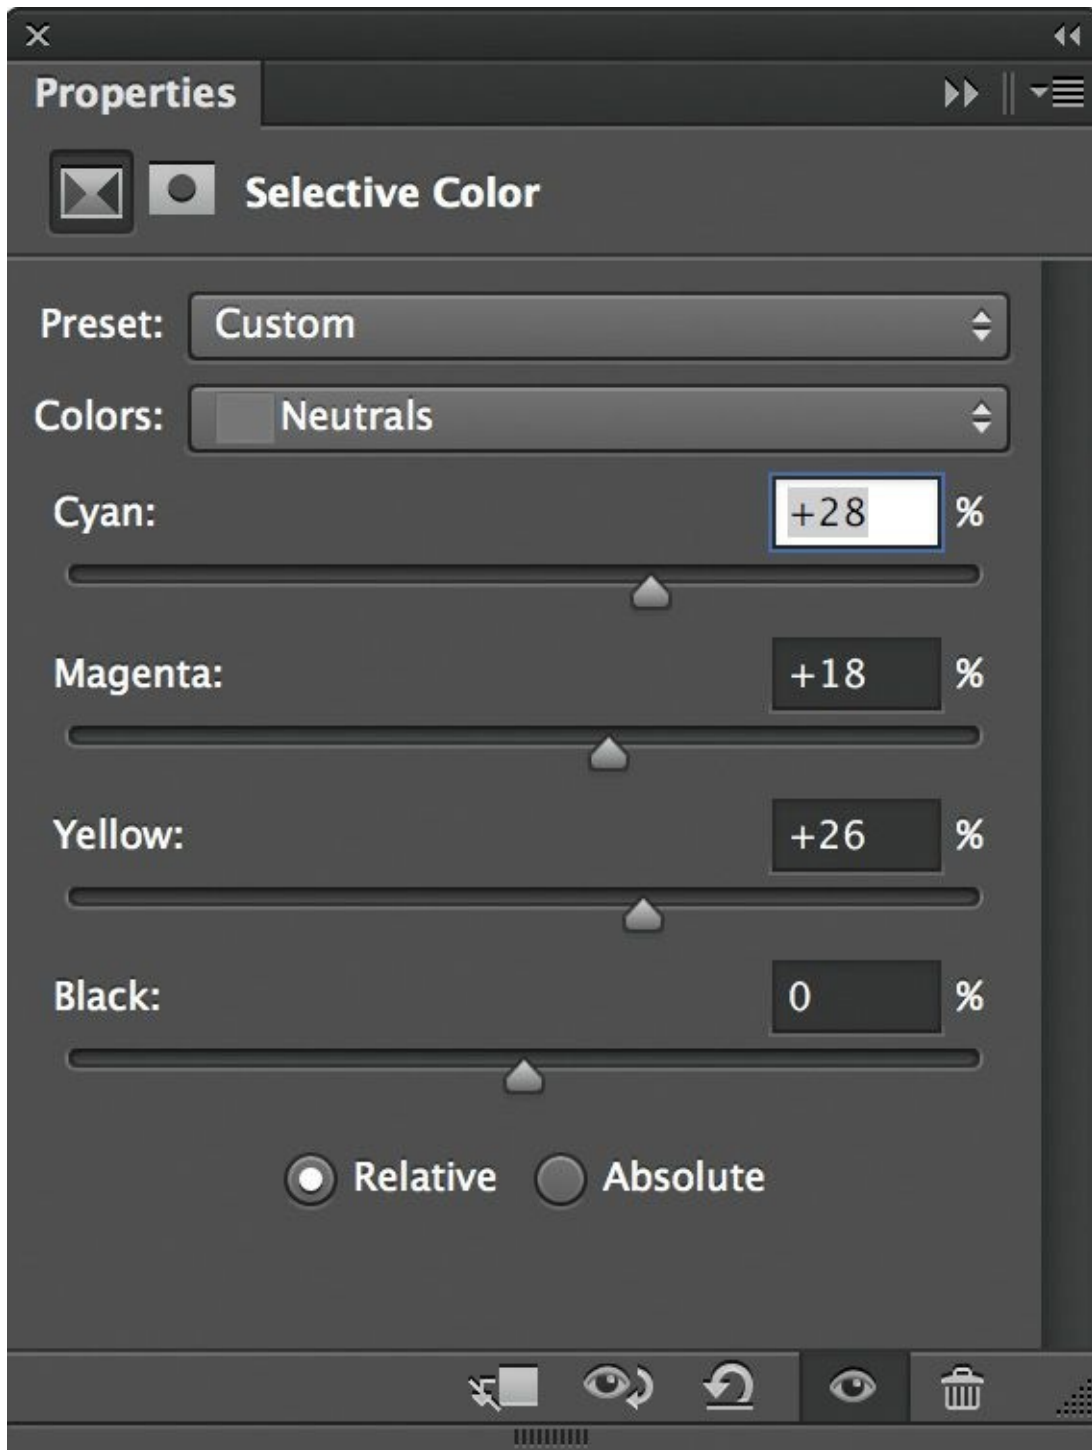 Properties
Selective Color
Preset: Custom
Colors: Neutrals
Cyan: +28 %
Magenta: +18 %
Yellow: +26 %
Black: 0 %
Relative Absolute